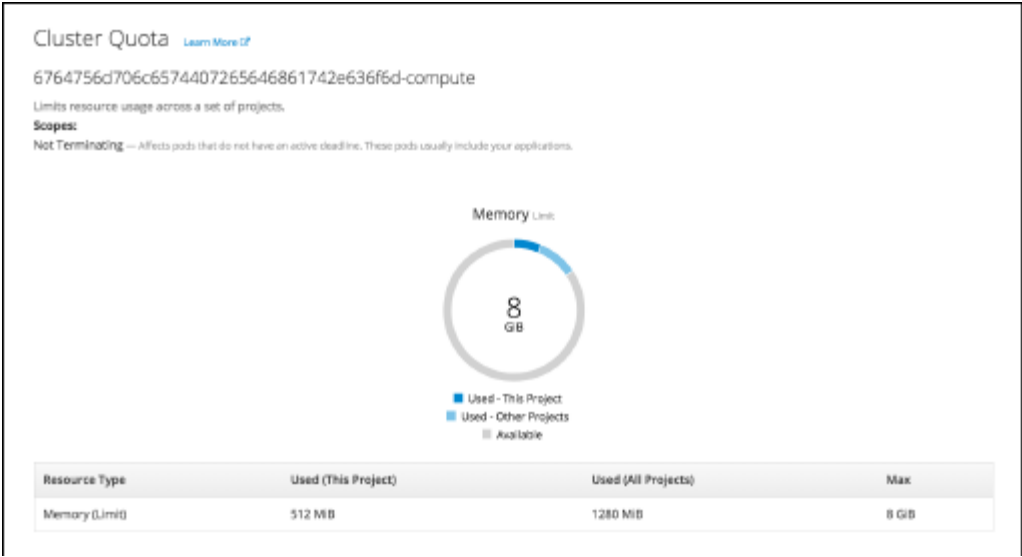 Cluster Quota Learn More
6764756d706c6574407265646861742e636f6d-compute
Limits resource usage across a set of projects.
Scopes:
Not Terminating — Affects pods that do not have an active deadline. These pods usually include your applications.
Memory Limit
8
GiB
Used - This Project
Used - Other Projects
Available
Resource Type Used (This Project) Used (All Projects) Max
Memory (Limit) 512 MiB 1280 MiB 8 GiB